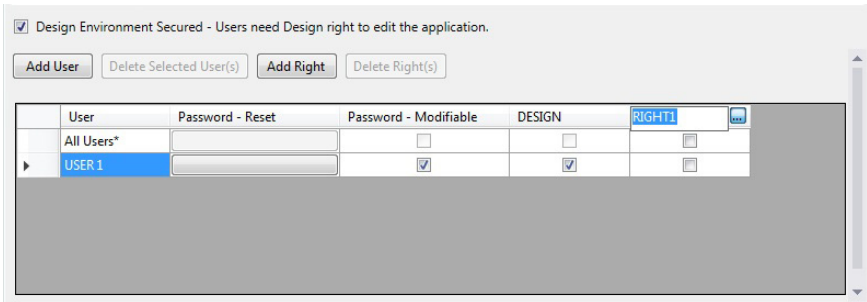 Design Environment Secured - Users need Design right to edit the application.
Add User Delete Selected User(s) Add Right Delete Right(s)
User Password - Reset Password - Modifiable DESIGN RIGHT1 ...
All Users*
USER 1